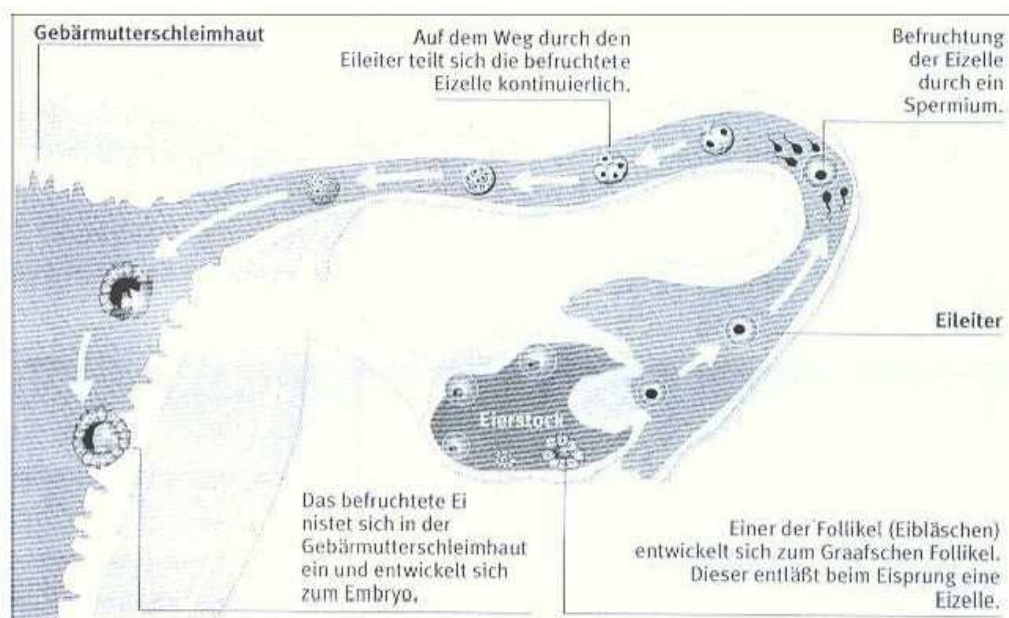 Gebärmutterschleimhaut
Auf dem Weg durch den
Eileiter teilt sich die befruchtete
Eizelle kontinuierlich.
Befruchtung
der Eizelle
durch ein
Spermium.
Eileiter
Eierstock
Das befruchtete Ei
nistet sich in der
Gebärmutterschleimhaut
ein und entwickelt sich
zum Embryo.
Einer der Follikel (Eibläschen)
entwickelt sich zum Graafschen Follikel.
Dieser entläßt beim Eisprung eine
Eizelle.